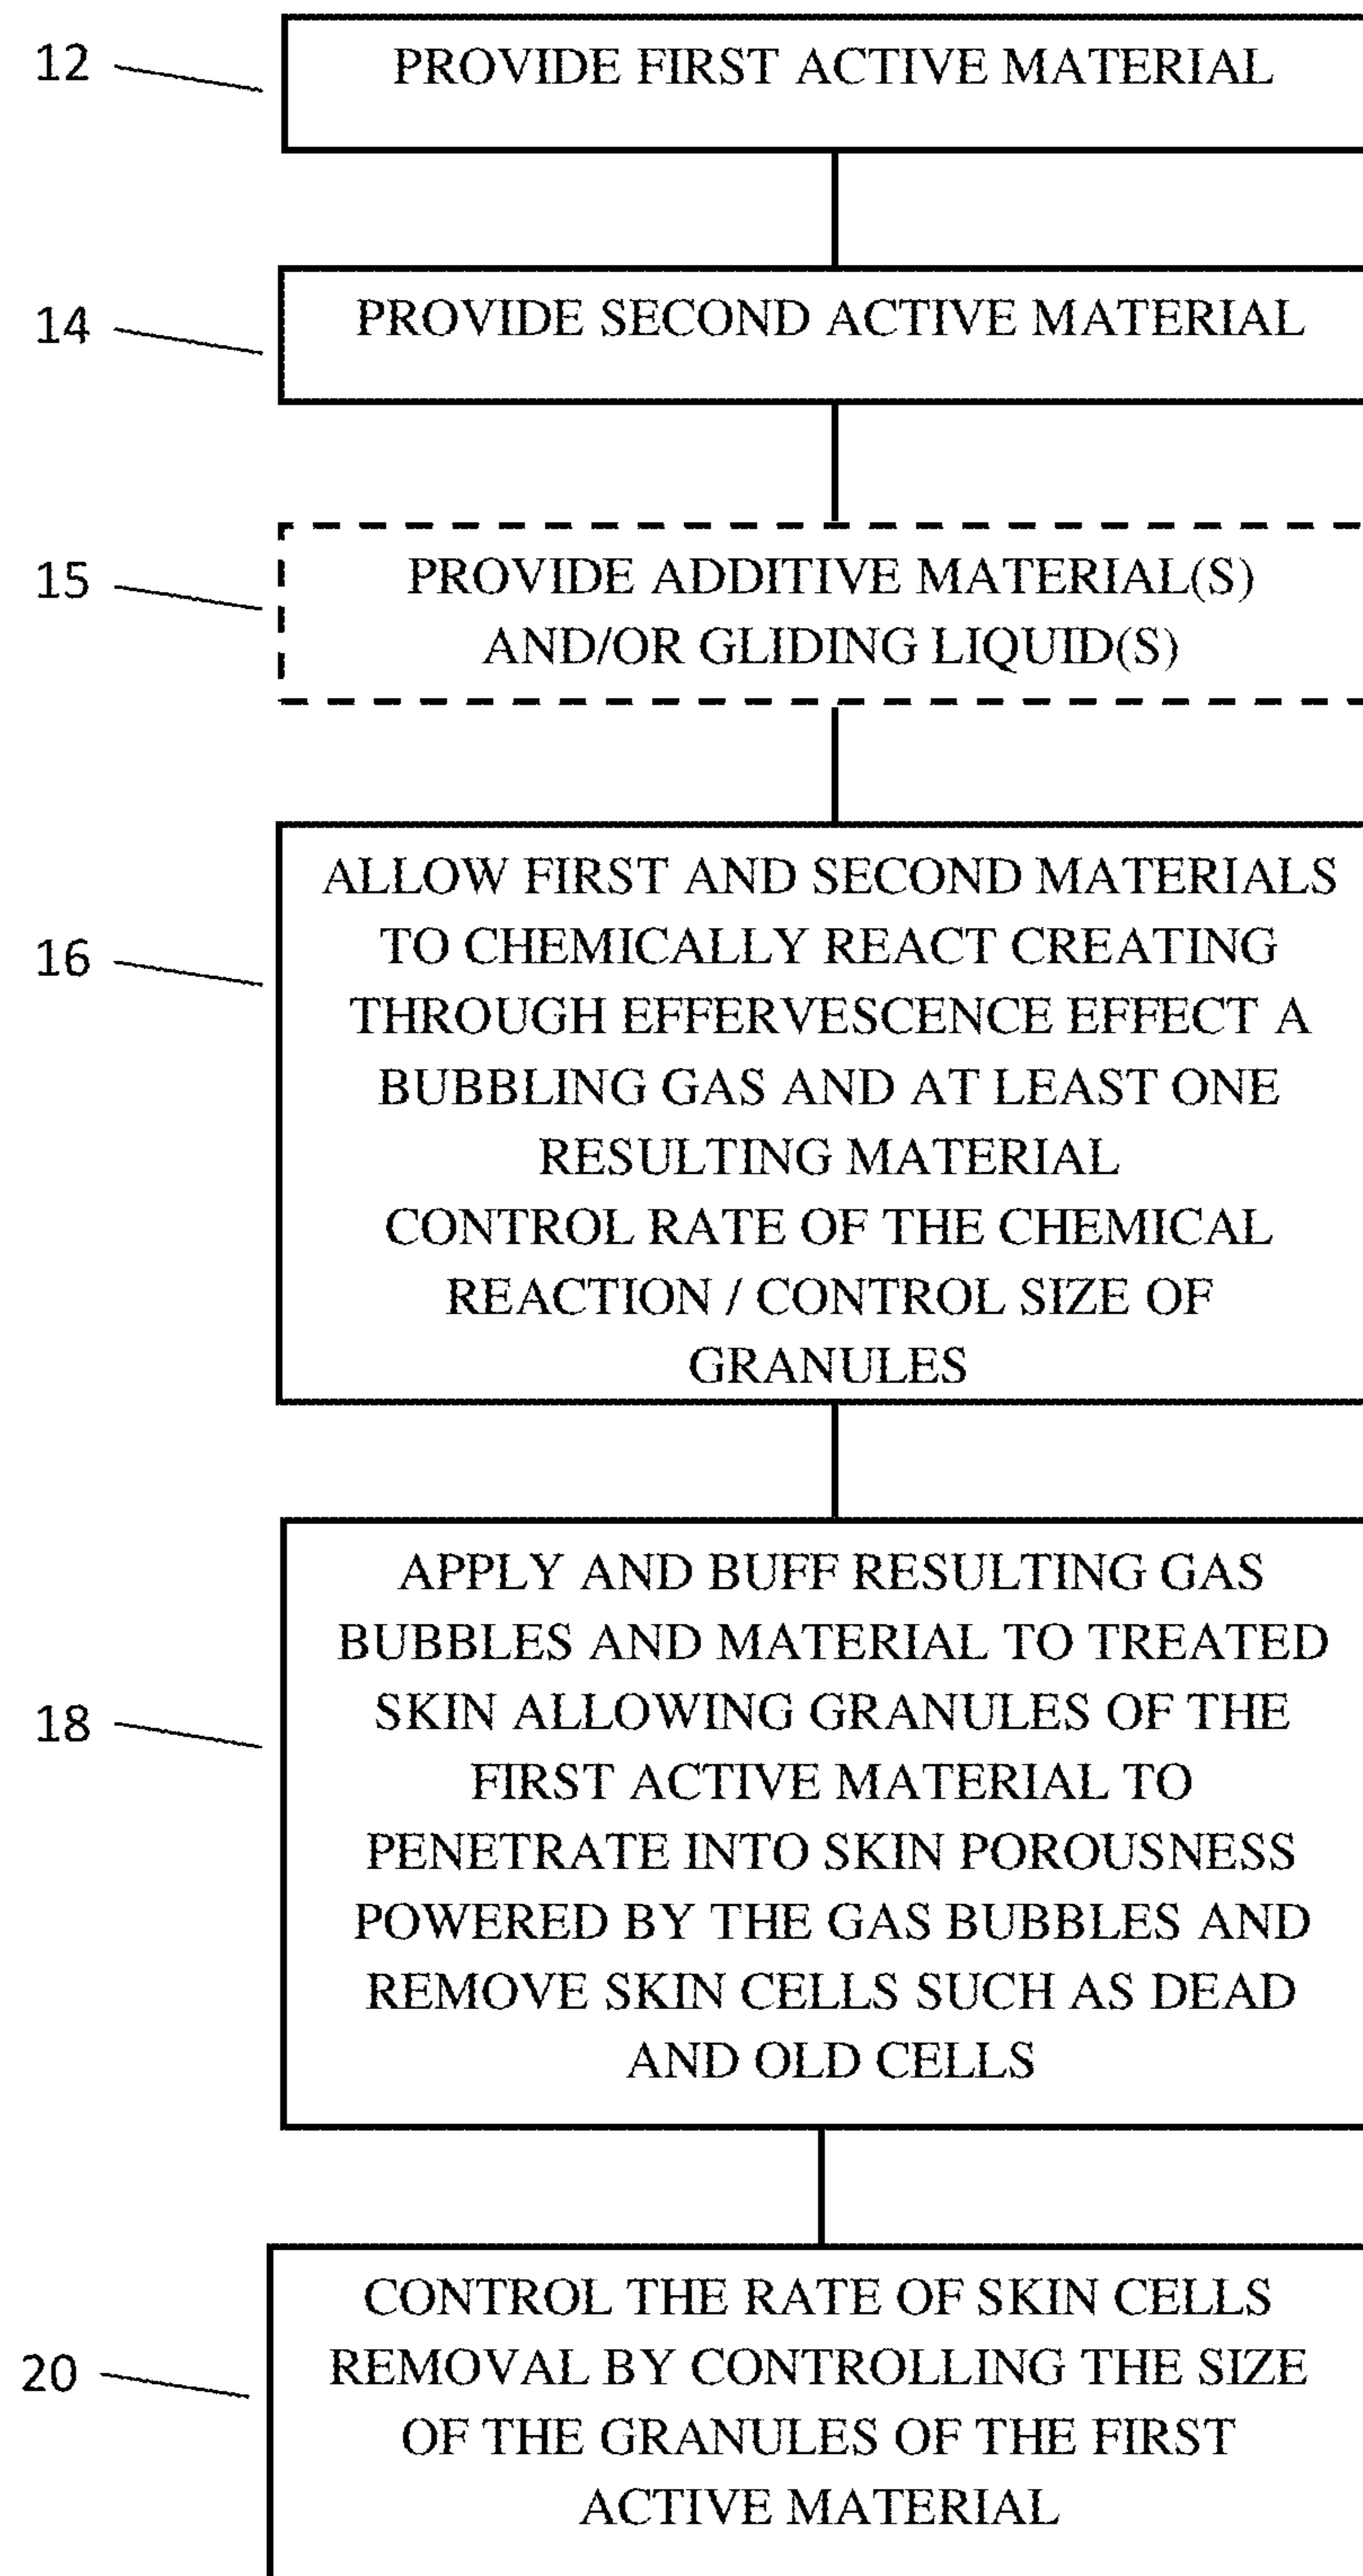 12
PROVIDE FIRST ACTIVE MATERIAL
14
PROVIDE SECOND ACTIVE MATERIAL
15
PROVIDE ADDITIVE MATERIAL(S)
AND/OR GLIDING LIQUID(S)
16
ALLOW FIRST AND SECOND MATERIALS
TO CHEMICALLY REACT CREATING
THROUGH EFFERVESCENCE EFFECT A
BUBBLING GAS AND AT LEAST ONE
RESULTING MATERIAL
CONTROL RATE OF THE CHEMICAL
REACTION / CONTROL SIZE OF
GRANULES
18
APPLY AND BUFF RESULTING GAS
BUBBLES AND MATERIAL TO TREATED
SKIN ALLOWING GRANULES OF THE
FIRST ACTIVE MATERIAL TO
PENETRATE INTO SKIN POROUSNESS
POWERED BY THE GAS BUBBLES AND
REMOVE SKIN CELLS SUCH AS DEAD
AND OLD CELLS
20
CONTROL THE RATE OF SKIN CELLS
REMOVAL BY CONTROLLING THE SIZE
OF THE GRANULES OF THE FIRST
ACTIVE MATERIAL